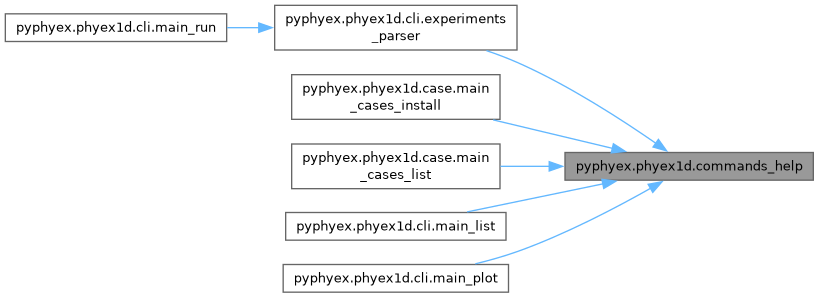 pyphyex.phyex1d.cli.main_run
pyphyex.phyex1d.cli.experiments
_parser
pyphyex.phyex1d.case.main
_cases_install
pyphyex.phyex1d.case.main
_cases_list
pyphyex.phyex1d.commands_help
pyphyex.phyex1d.cli.main_list
pyphyex.phyex1d.cli.main_plot